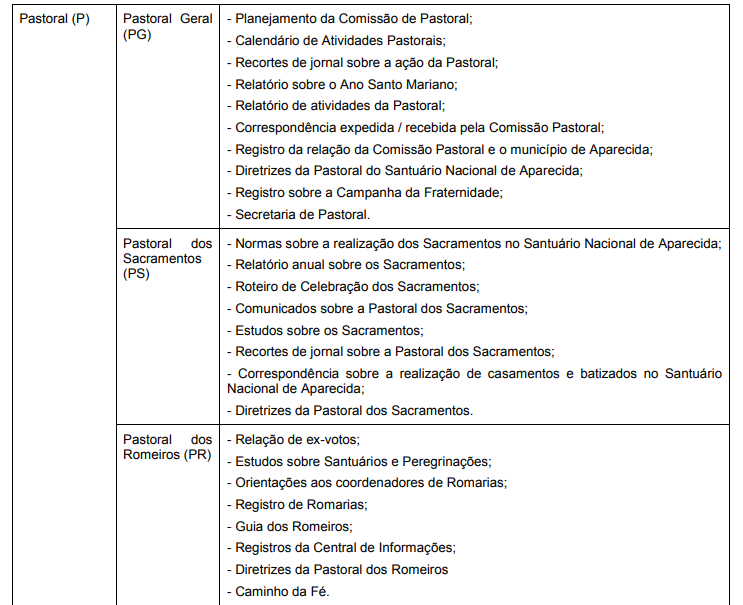 Pastoral (P)
Pastoral Geral
(PG)
- Planejamento da Comissão de Pastoral;
- Calendário de Atividades Pastorais;
- Recortes de jornal sobre a ação da Pastoral;
- Relatório sobre o Ano Santo Mariano;
- Relatório de atividades da Pastoral;
- Correspondência expedida / recebida pela Comissão Pastoral;
- Registro da relação da Comissão Pastoral e o município de Aparecida;
- Diretrizes da Pastoral do Santuário Nacional de Aparecida;
- Registro sobre a Campanha da Fraternidade;
- Secretaria de Pastoral.
Pastoral dos
Sacramentos
(PS)
- Normas sobre a realização dos Sacramentos no Santuário Nacional de Aparecida;
- Relatório anual sobre os Sacramentos;
- Roteiro de Celebração dos Sacramentos;
- Comunicados sobre a Pastoral dos Sacramentos;
- Estudos sobre os Sacramentos;
- Recortes de jornal sobre a Pastoral dos Sacramentos;
- Correspondência sobre a realização de casamentos e batizados no Santuário
Nacional de Aparecida;
- Diretrizes da Pastoral dos Sacramentos.
Pastoral dos
Romeiros (PR)
- Relação de ex-votos;
- Estudos sobre Santuários e Peregrinações;
- Orientações aos coordenadores de Romarias;
- Registro de Romarias;
- Guia dos Romeiros;
- Registros da Central de Informações;
- Diretrizes da Pastoral dos Romeiros
- Caminho da Fé.